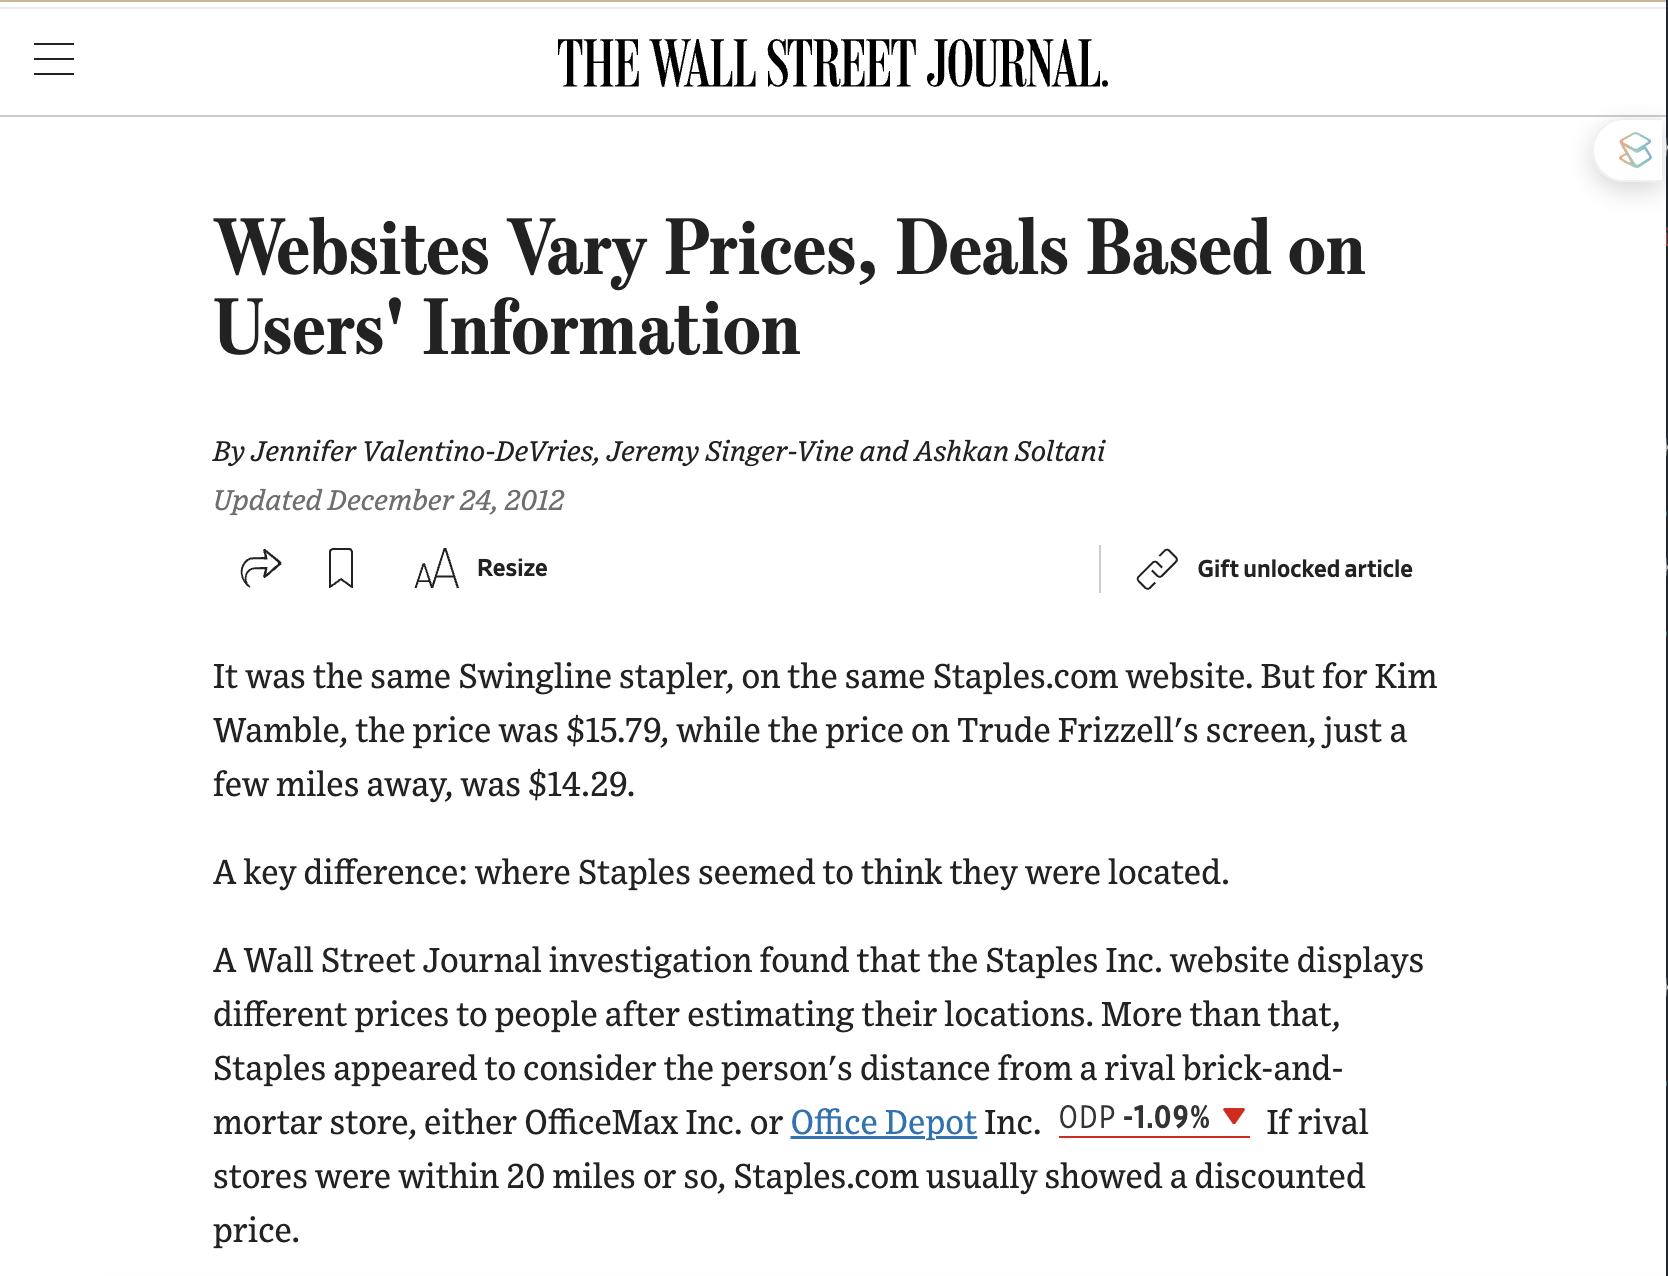 THE WALL STREET JOURNAL.
Websites Vary Prices, Deals Based on
Users' Information
By Jennifer Valentino-DeVries, Jeremy Singer-Vine and Ashkan Soltani
Updated December 24, 2012
AA Resize
Gift unlocked article
It was the same Swingline stapler, on the same Staples.com website. But for Kim
Wamble, the price was $15.79, while the price on Trude Frizzell's screen, just a
few miles away, was $14.29.
A key difference: where Staples seemed to think they were located.
A Wall Street Journal investigation found that the Staples Inc. website displays
different prices to people after estimating their locations. More than that,
Staples appeared to consider the person's distance from a rival brick-and-
mortar store, either OfficeMax Inc. or Office Depot Inc. ODP -1.09% ▼ If rival
stores were within 20 miles or so, Staples.com usually showed a discounted
price.